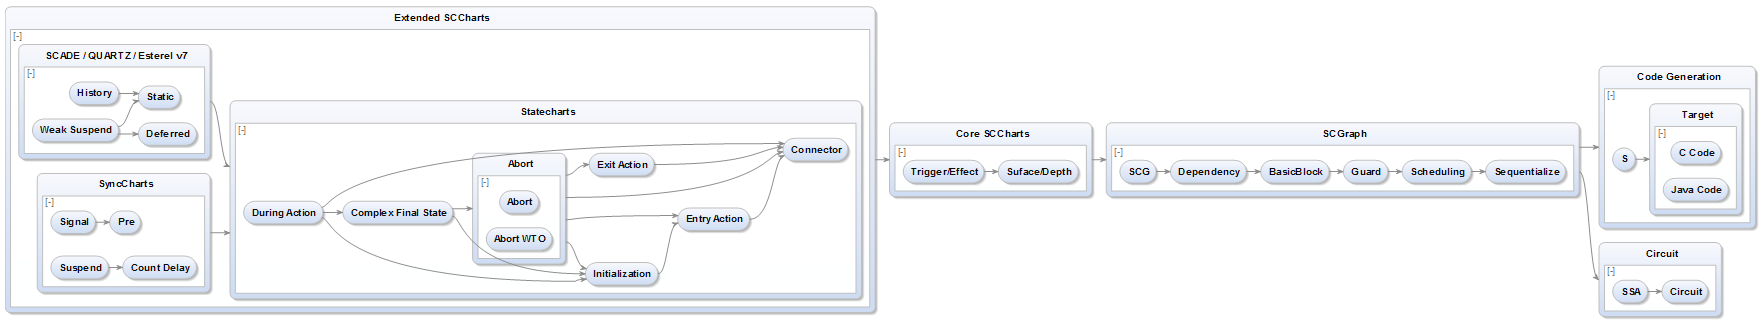 Extended SCCharts
[-]
SCADE / QUARTZ / Esterel v7
[-]
History
Static
Weak Suspend
Deferred
SyncCharts
[-]
Signal
Pre
Suspend
Count Delay
Statecharts
[-]
During Action
Complex Final State
Abort
[-]
Abort
Abort WTO
Exit Action
Entry Action
Initialization
Connector
Core SCCharts
[-]
Trigger/Effect
Suface/Depth
SCGraph
[-]
SCG
Dependency
BasicBlock
Guard
Scheduling
Sequentialize
Code Generation
[-]
S
Target
[-]
C Code
Java Code
Circuit
[-]
SSA
Circuit